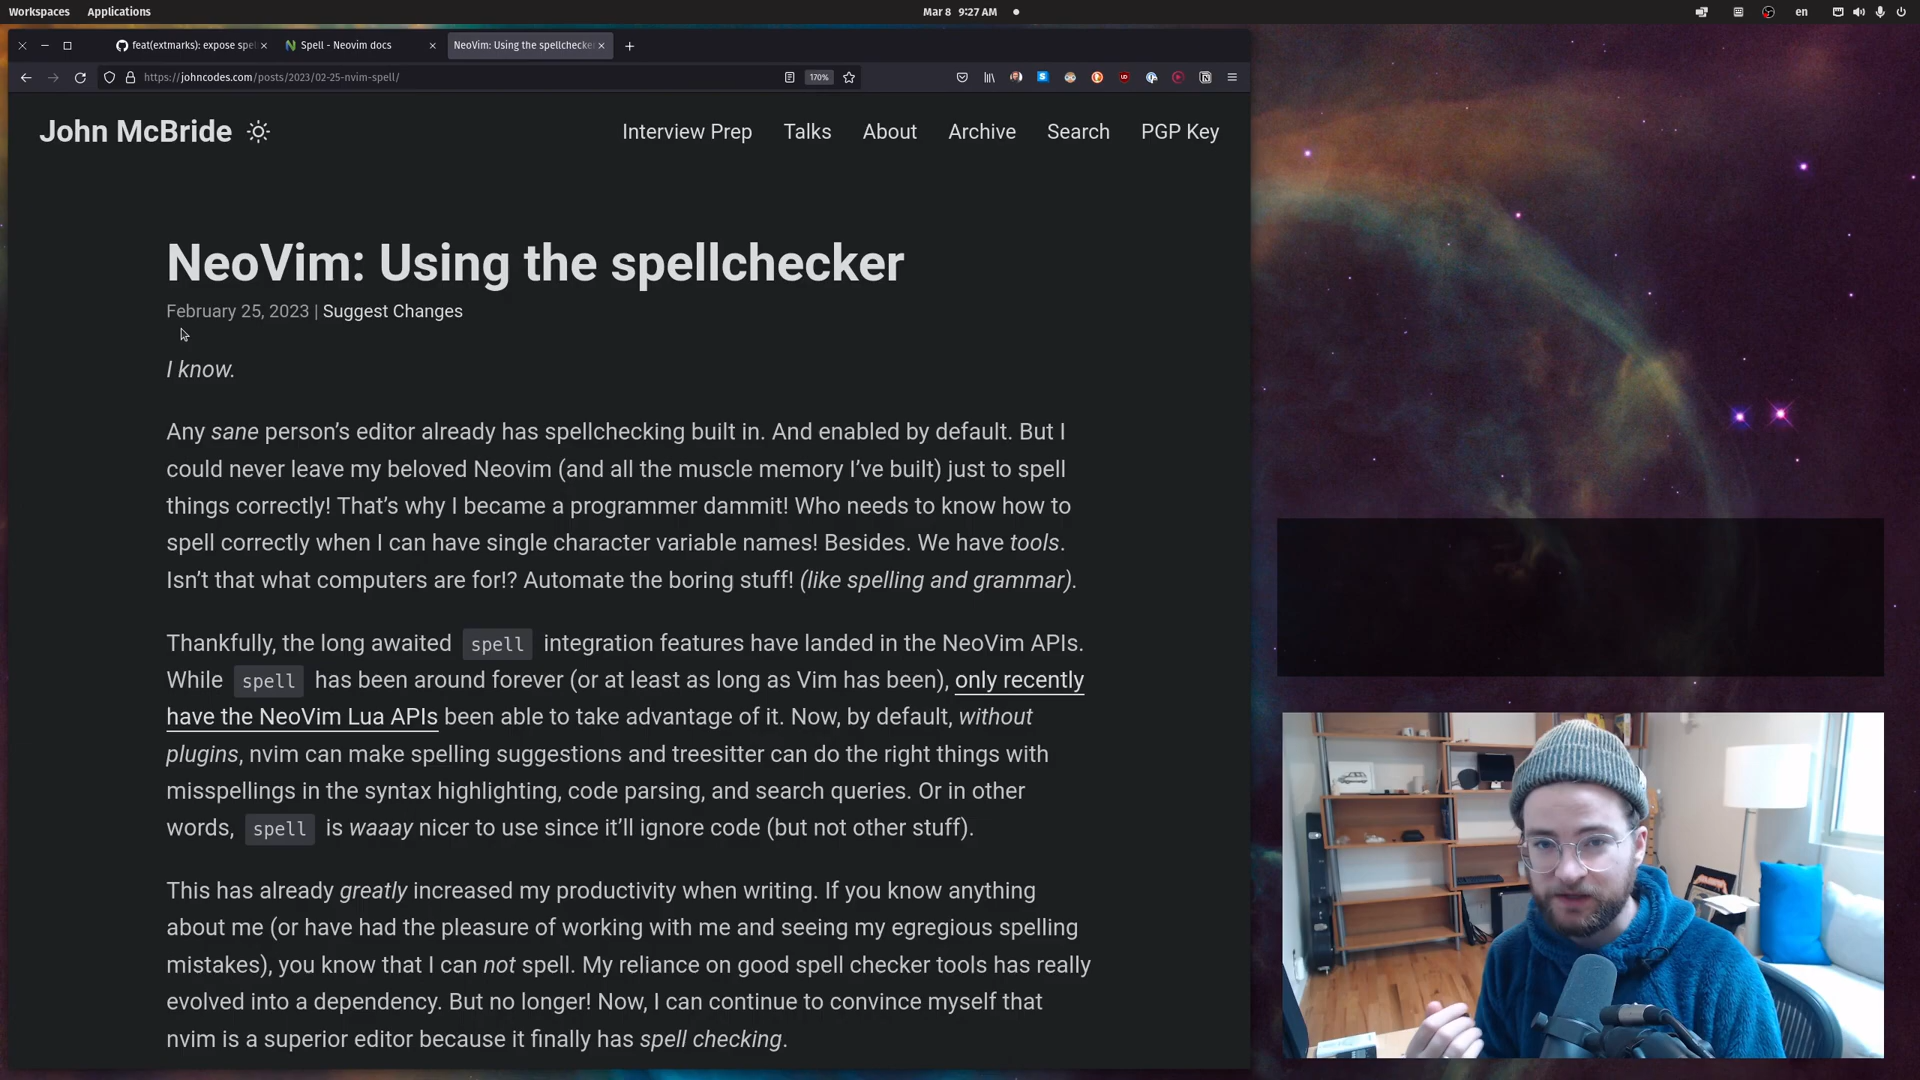 Workspaces Applications Mar 8 9:27 AM en
feat(extmarks): expose spe Spell - Neovim docs NeoVim: Using the spellchecke
https://johncodes.com/posts/2023/02-25-nvim-spell/ 170%
John McBride Interview Prep Talks About Archive Search PGP Key
NeoVim: Using the spellchecker
February 25, 2023 | Suggest Changes
I know.
Any sane person’s editor already has spellchecking built in. And enabled by default. But I
could never leave my beloved Neovim (and all the muscle memory I’ve built) just to spell
things correctly! That’s why I became a programmer dammit! Who needs to know how to
spell correctly when I can have single character variable names! Besides. We have tools.
Isn’t that what computers are for!? Automate the boring stuff! (like spelling and grammar).
Thankfully, the long awaited spell integration features have landed in the NeoVim APIs.
While spell has been around forever (or at least as long as Vim has been), only recently
have the NeoVim Lua APIs been able to take advantage of it. Now, by default, without
plugins, nvim can make spelling suggestions and treesitter can do the right things with
misspellings in the syntax highlighting, code parsing, and search queries. Or in other
words, spell is waaay nicer to use since it’ll ignore code (but not other stuff).
This has already greatly increased my productivity when writing. If you know anything
about me (or have had the pleasure of working with me and seeing my egregious spelling
mistakes), you know that I can not spell. My reliance on good spell checker tools has really
evolved into a dependency. But no longer! Now, I can continue to convince myself that
nvim is a superior editor because it finally has spell checking.